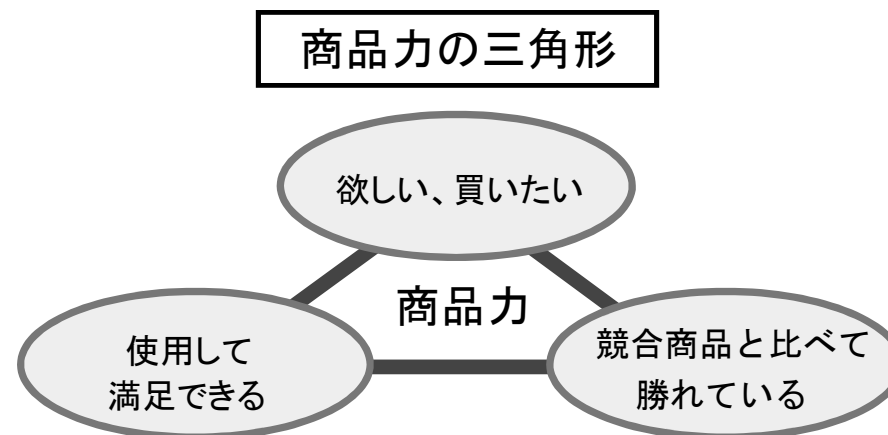 商品力の三角形
欲しい、買いたい
商品力
使用して
満足できる
競合商品と比べて
勝れている